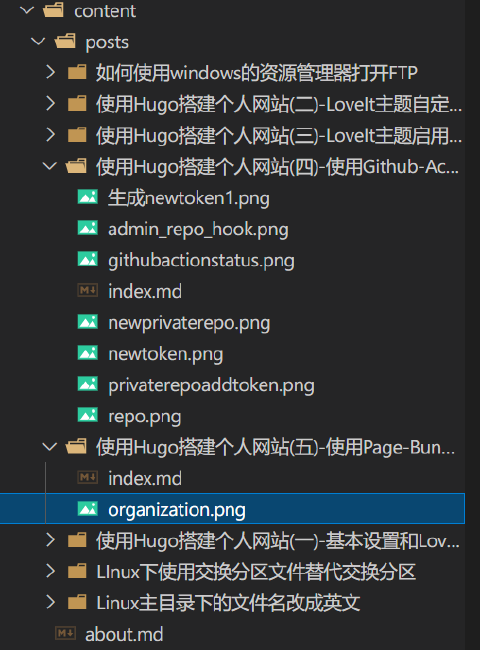 content
posts
如何使用windows的资源管理器打开FTP
使用Hugo搭建个人网站(二)-LoveIt主题自定...
使用Hugo搭建个人网站(三)-LoveIt主题启用...
使用Hugo搭建个人网站(四)-使用Github-Ac...
生成newtoken1.png
admin_repo_hook.png
githubactionstatus.png
index.md
newprivaterepo.png
newtoken.png
privaterepoaddtoken.png
repo.png
使用Hugo搭建个人网站(五)-使用Page-Bun...
index.md
organization.png
使用Hugo搭建个人网站(一)-基本设置和Lov...
LInux下使用交换分区文件替代交换分区
Linux主目录下的文件名改成英文
about.md